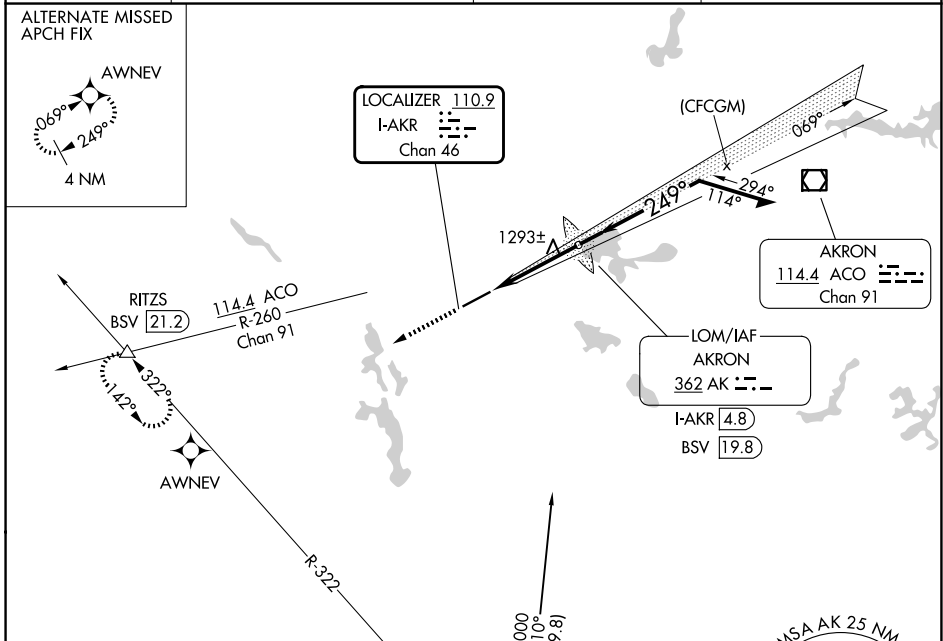 ALTERNATE MISSED
APCH FIX
AWNEV
069°
249°
4 NM
LOCALIZER 110.9
I-AKR
Chan 46
(CFCGM)
069°
249°
294°
114°
1293±
AKRON
114.4 ACO
Chan 91
RITZS
BSV 21.2
114.4 ACO
R-260
Chan 91
322°
142°
AWNEV
LOM/IAF
AKRON
362 AK
I-AKR 4.8
BSV 19.8
R-322
MSA AK 25 NM